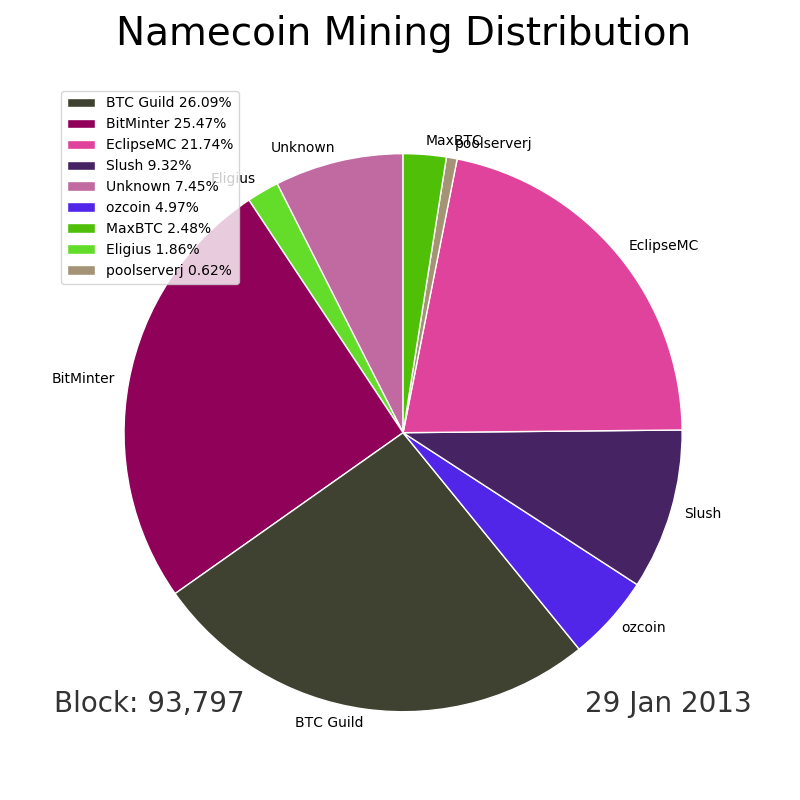 Namecoin Mining Distribution
BTC Guild 26.09%
BitMinter 25.47%
EclipseMC 21.74%
Slush 9.32%
Unknown 7.45%
ozcoin 4.97%
MaxBTC 2.48%
Eligius 1.86%
poolserverj 0.62%
MaxBTC
poolserverj
Unknown
Eligius
EclipseMC
BitMinter
Slush
ozcoin
BTC Guild
Block: 93,797
29 Jan 2013